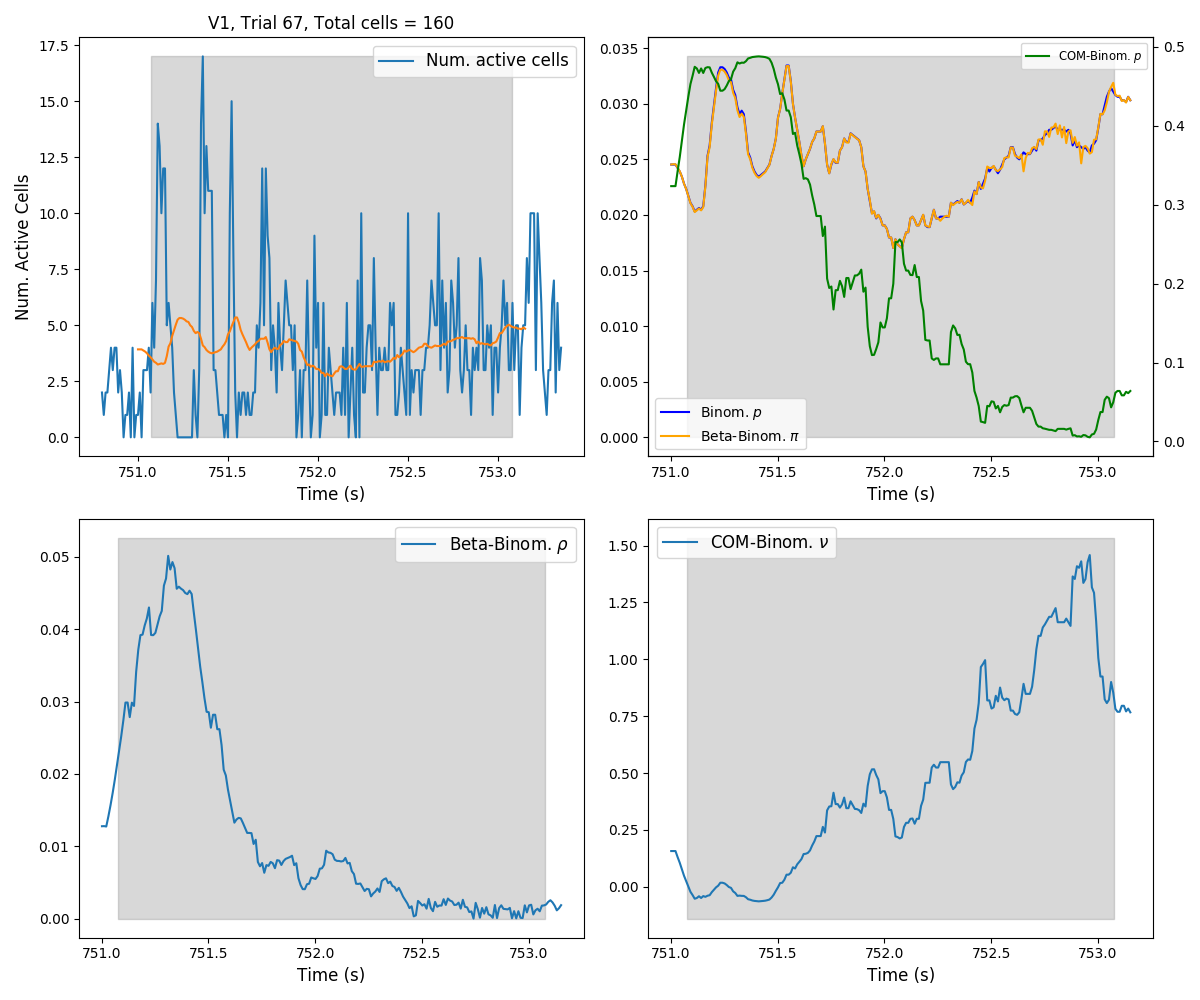 V1, Trial 67, Total cells = 160
Num. active cells
Num. Active Cells
17.5
15.0
12.5
10.0
7.5
5.0
2.5
0.0
751.0 751.5 752.0 752.5 753.0
Time (s)
COM-Binom. p
Binom. p
Beta-Binom. π
0.035
0.030
0.025
0.020
0.015
0.010
0.005
0.000
0.5
0.4
0.3
0.2
0.1
0.0
751.0 751.5 752.0 752.5 753.0
Time (s)
Beta-Binom. ρ
0.05
0.04
0.03
0.02
0.01
0.00
751.0 751.5 752.0 752.5 753.0
Time (s)
COM-Binom. ν
1.50
1.25
1.00
0.75
0.50
0.25
0.00
751.0 751.5 752.0 752.5 753.0
Time (s)